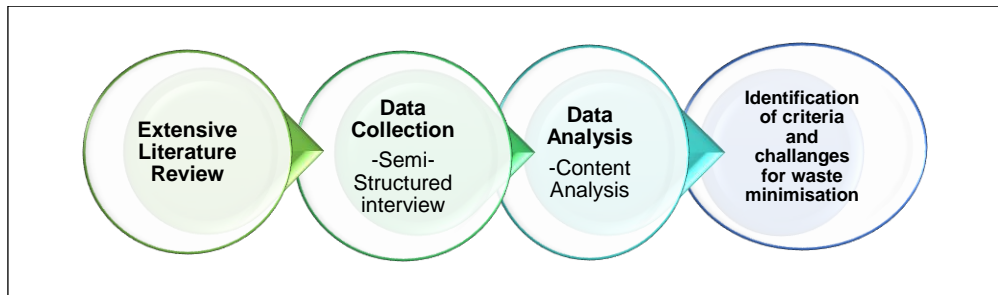 Extensive
Literature
Review
Data
Collection
-Semi-
Structured
interview
Data
Analysis
-Content
Analysis
Identification
of criteria
and
challanges
for waste
minimisation